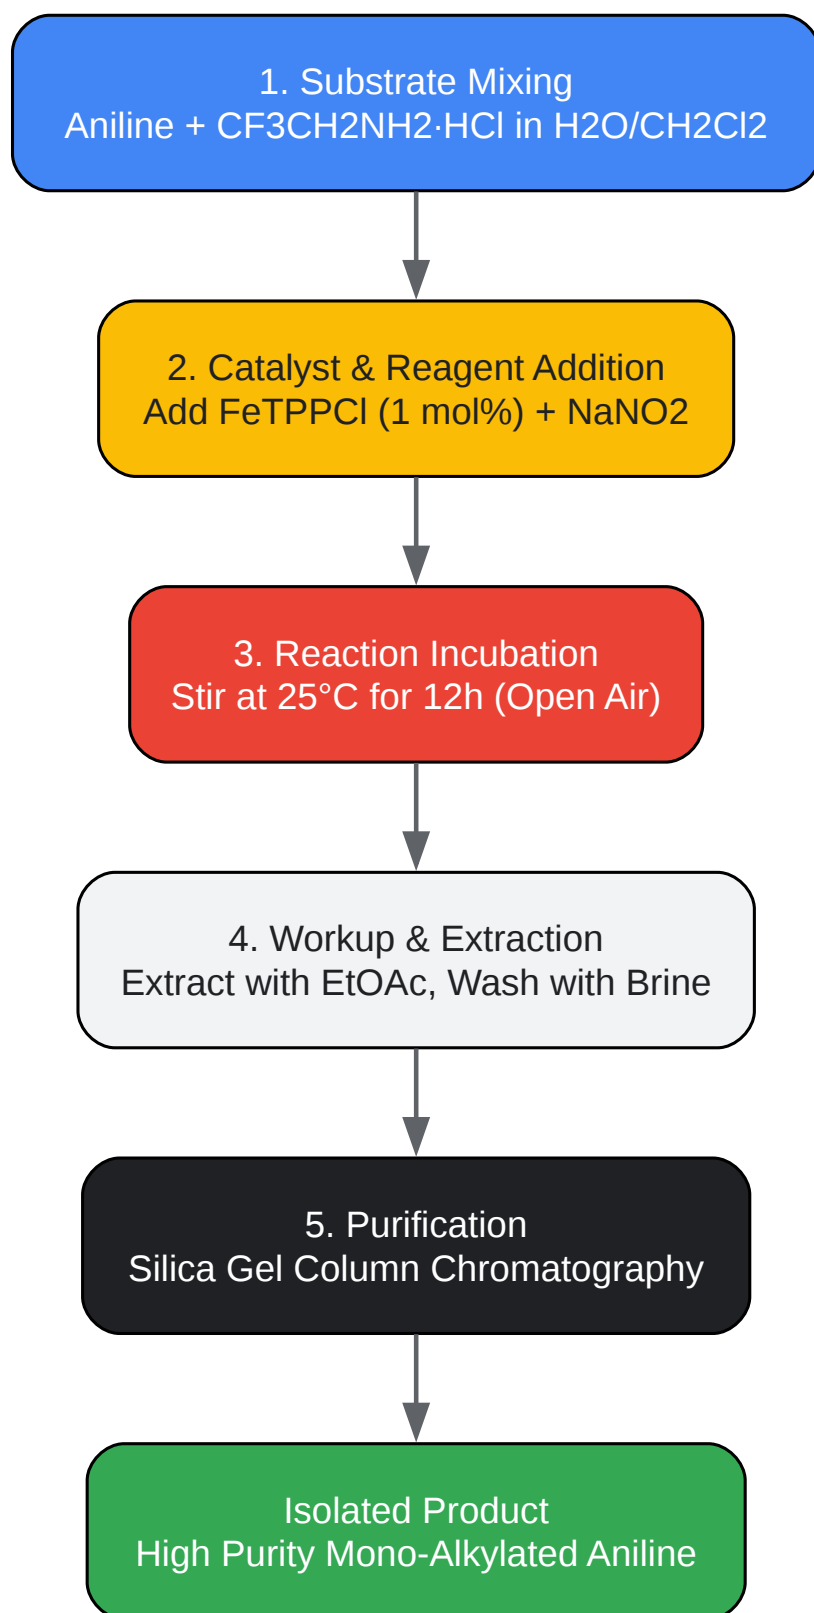 1. Substrate Mixing
Aniline + CF3CH2NH2·HCl in H2O/CH2Cl2
2. Catalyst & Reagent Addition
Add FeTPPCl (1 mol%) + NaNO2
3. Reaction Incubation
Stir at 25°C for 12h (Open Air)
4. Workup & Extraction
Extract with EtOAc, Wash with Brine
5. Purification
Silica Gel Column Chromatography
Isolated Product
High Purity Mono-Alkylated Aniline